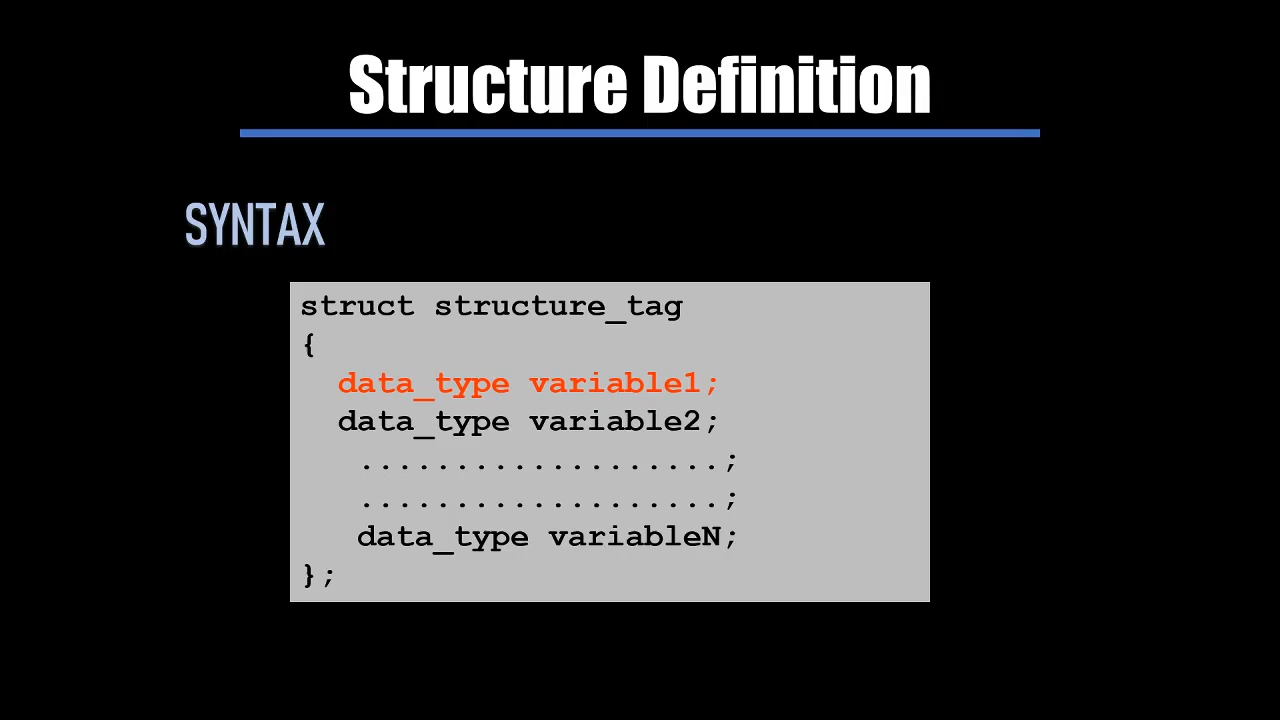 Structure Definition
SYNTAX
struct structure_tag
{
data_type variable1;
data_type variable2;
...................;
...................;
data_type variableN;
};